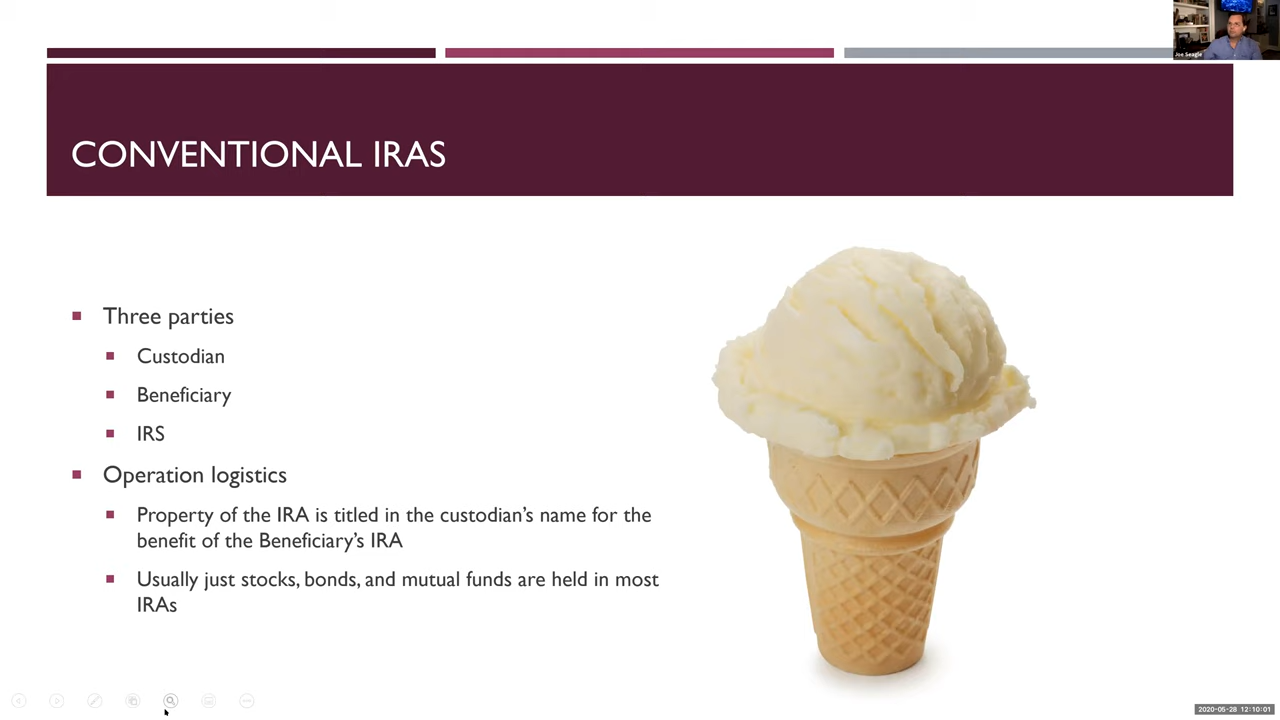 Joe Seagle
CONVENTIONAL IRAS
Three parties
Custodian
Beneficiary
IRS
Operation logistics
Property of the IRA is titled in the custodian's name for the
benefit of the Beneficiary's IRA
Usually just stocks, bonds, and mutual funds are held in most
IRAs
2020-05-28 12:10:01